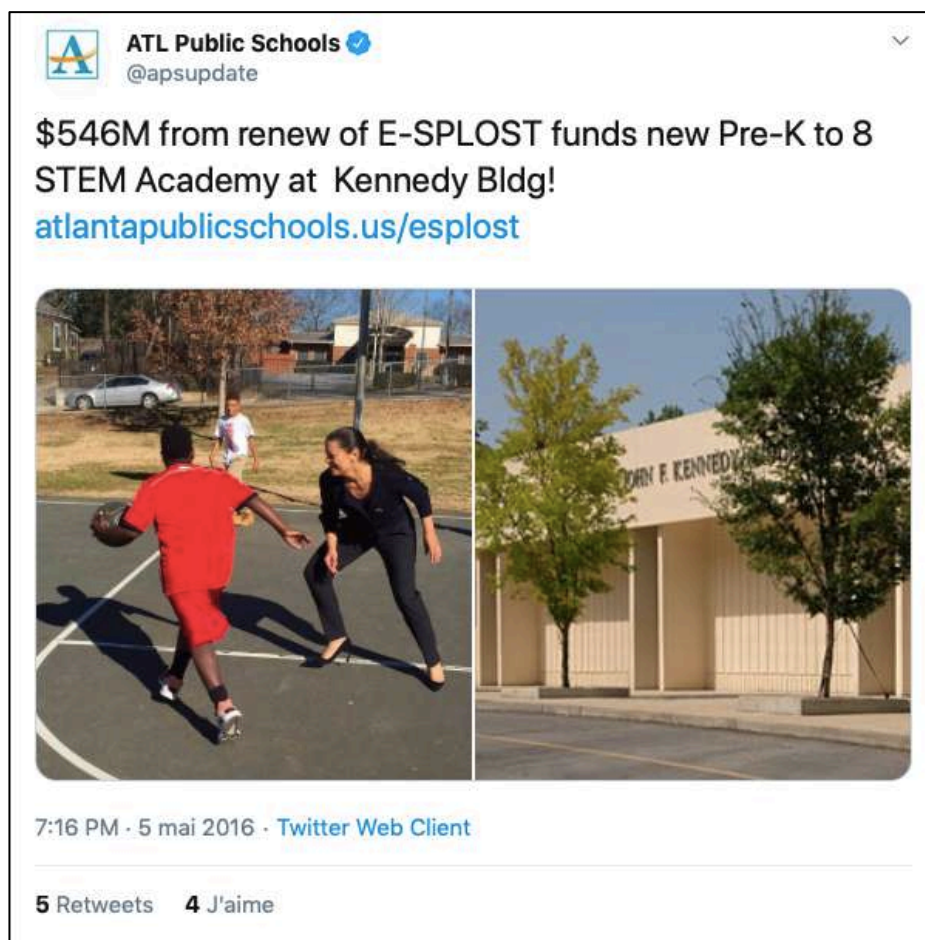 ATL Public Schools
@apsupdate
$546M from renew of E-SPLOST funds new Pre-K to 8
STEM Academy at Kennedy Bldg!
atlantapublicschools.us/esplost
JOHN F. KENNEDY
7:16 PM · 5 mai 2016 · Twitter Web Client
5 Retweets 4 J'aime